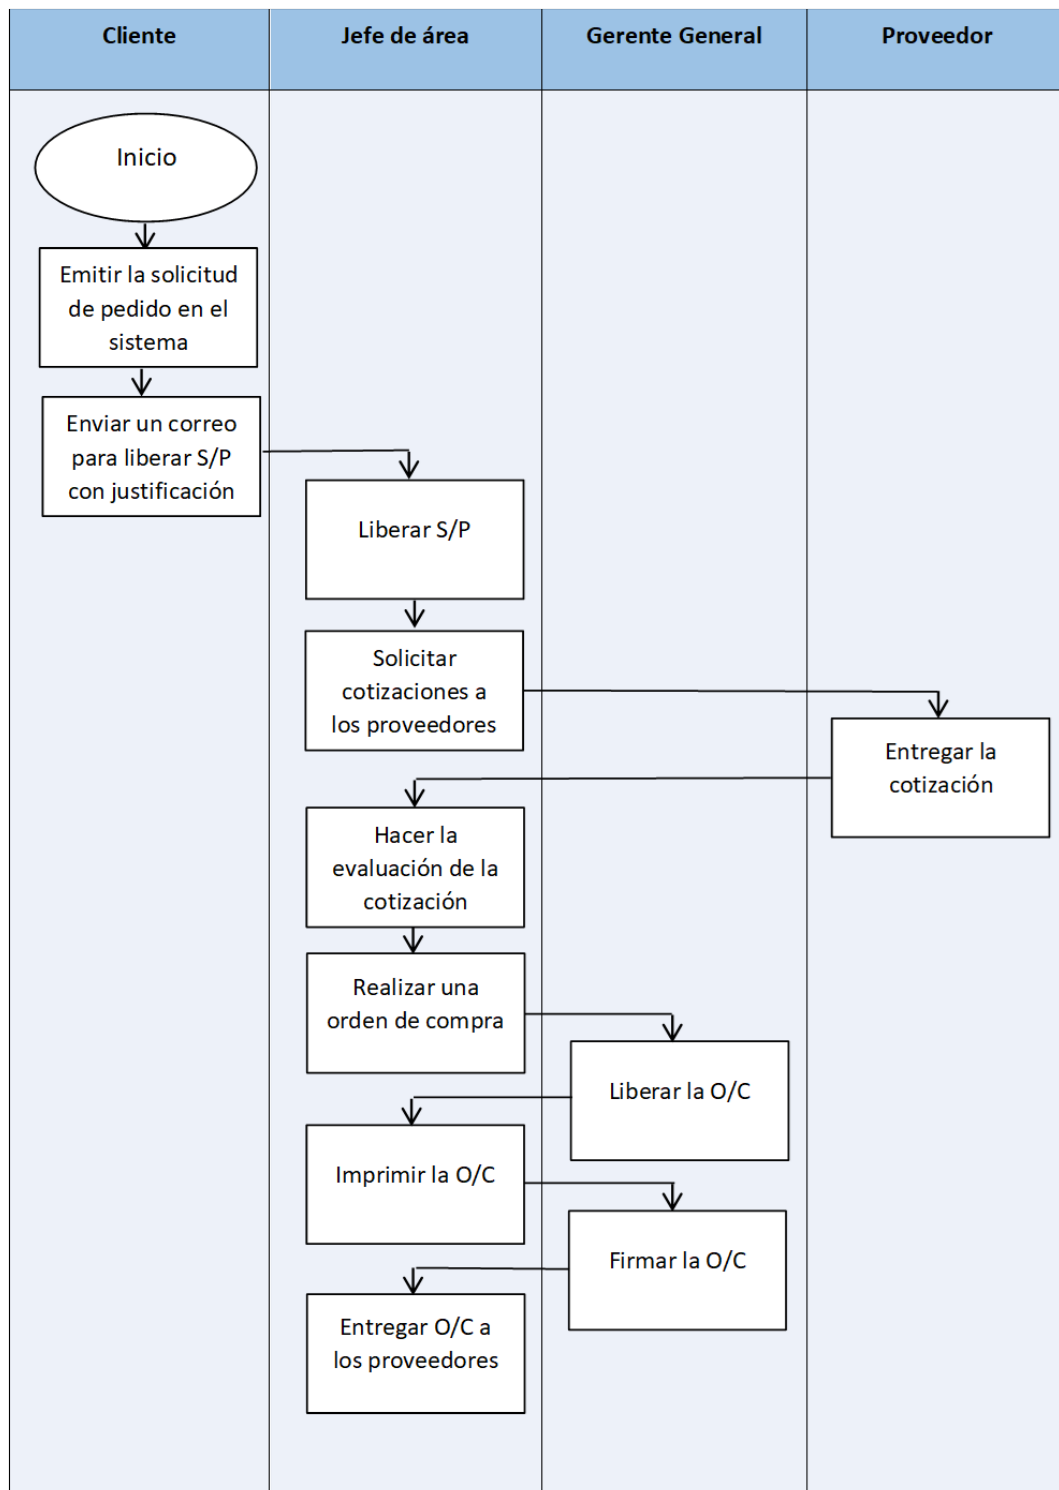 Cliente
Jefe de área
Gerente General
Proveedor
Inicio
Emitir la solicitud
de pedido en el
sistema
Enviar un correo
para liberar S/P
con justificación
Liberar S/P
Solicitar
cotizaciones a
los proveedores
Entregar la
cotización
Hacer la
evaluación de la
cotización
Realizar una
orden de compra
Liberar la O/C
Imprimir la O/C
Firmar la O/C
Entregar O/C a
los proveedores